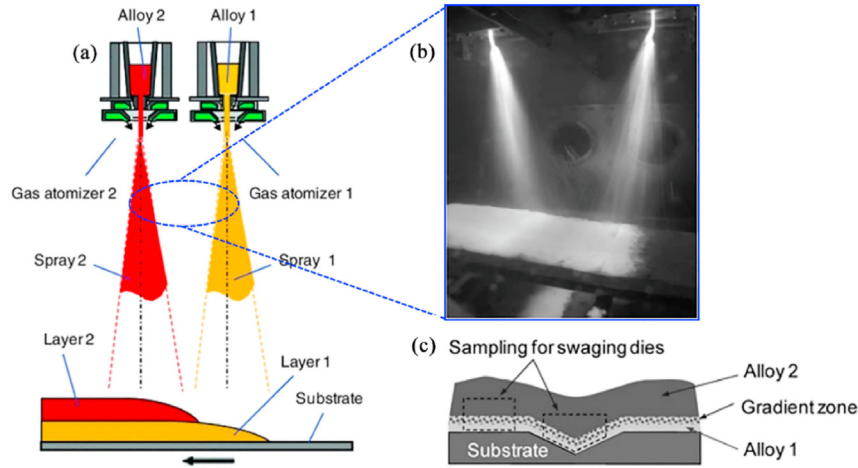 (a)
Alloy 2
Alloy 1
Gas atomizer 2
Gas atomizer 1
Spray 2
Spray 1
Layer 2
Layer 1
Substrate
(b)
(c)
Sampling for swaging dies
Alloy 2
Gradient zone
Alloy 1
Substrate